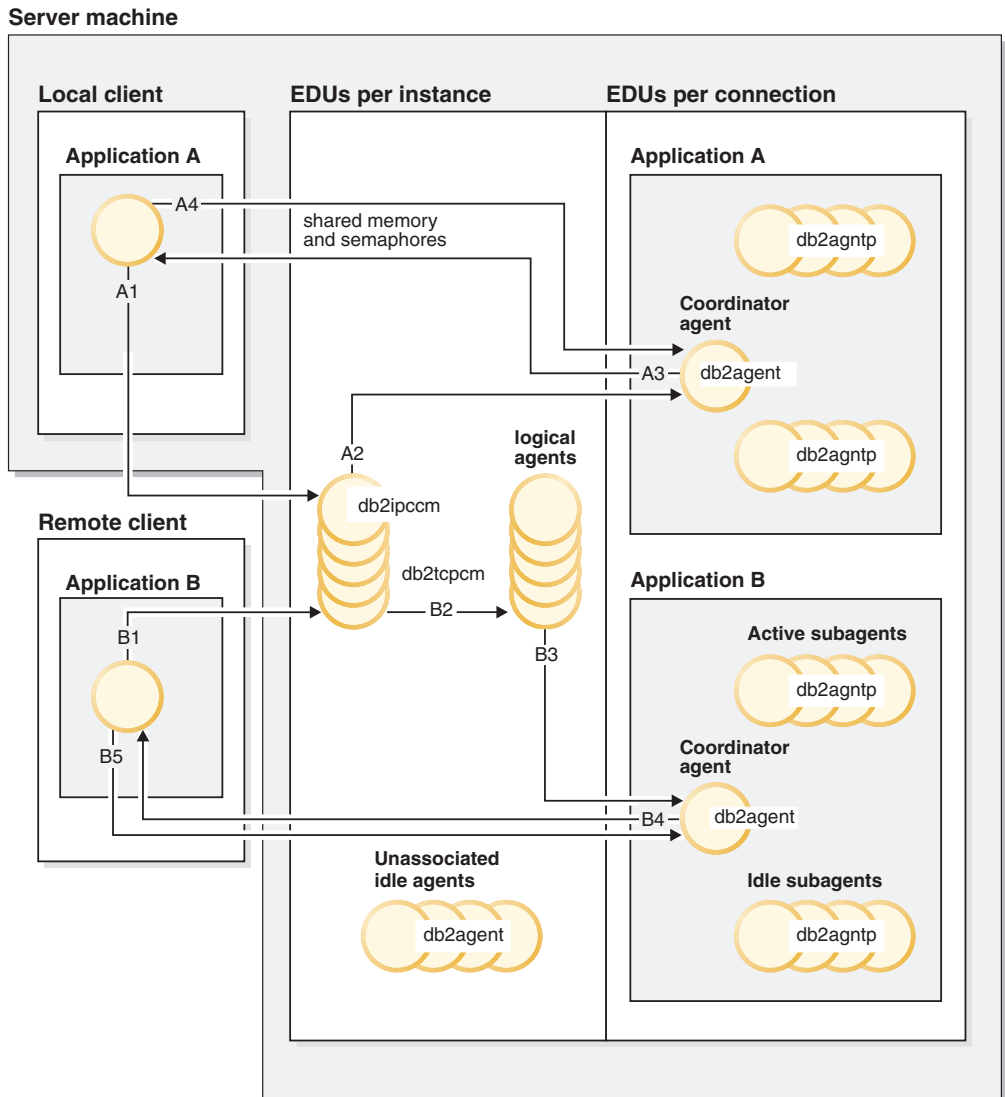 Server machine
Local client
EDUs per instance
EDUs per connection
Application A
Application A
A4
shared memory
and semaphores
db2agntp
A1
Coordinator
agent
A3
db2agent
A2
logical
agents
db2agntp
db2ipccm
Remote client
db2tcpcm
Application B
Application B
B1
B2
Active subagents
B3
db2agntp
B5
Coordinator
agent
B4
db2agent
Unassociated
idle agents
Idle subagents
db2agent
db2agntp